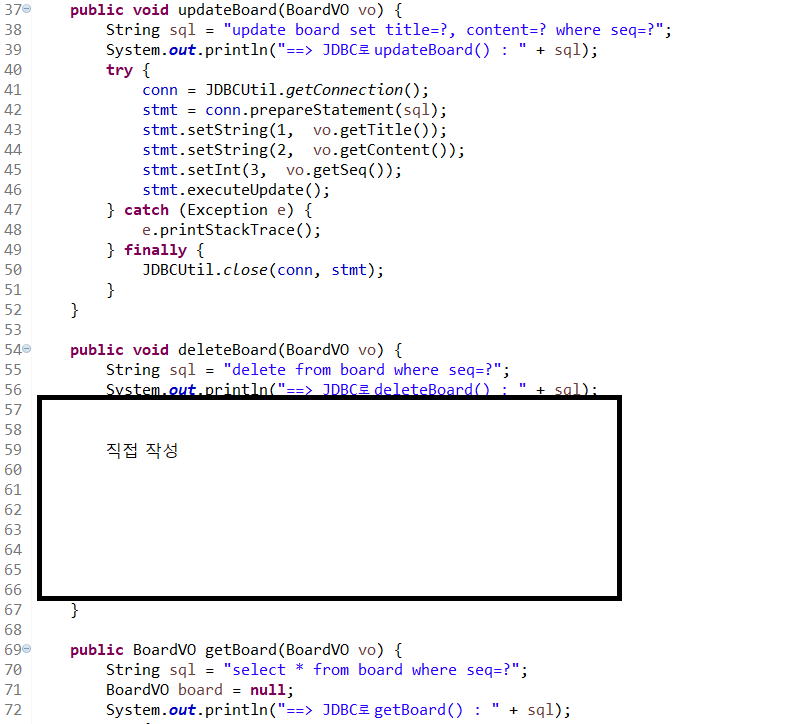 37 public void updateBoard(BoardVO vo) {
38 String sql = "update board set title=?, content=? where seq=?";
39 System.out.println("==> JDBC로 updateBoard() : " + sql);
40 try {
41 conn = JDBCUtil.getConnection();
42 stmt = conn.prepareStatement(sql);
43 stmt.setString(1,  vo.getTitle());
44 stmt.setString(2,  vo.getContent());
45 stmt.setInt(3,  vo.getSeq());
46 stmt.executeUpdate();
47 } catch (Exception e) {
48 e.printStackTrace();
49 } finally {
50 JDBCUtil.close(conn, stmt);
51 }
52 }
53
54 public void deleteBoard(BoardVO vo) {
55 String sql = "delete from board where seq=?";
56 System.out.println("==> JDBC로 deleteBoard() : " + sql);
57
58
59 직접 작성
60
61
62
63
64
65
66
67 }
68
69 public BoardVO getBoard(BoardVO vo) {
70 String sql = "select * from board where seq=?";
71 BoardVO board = null;
72 System.out.println("==> JDBC로 getBoard() : " + sql);